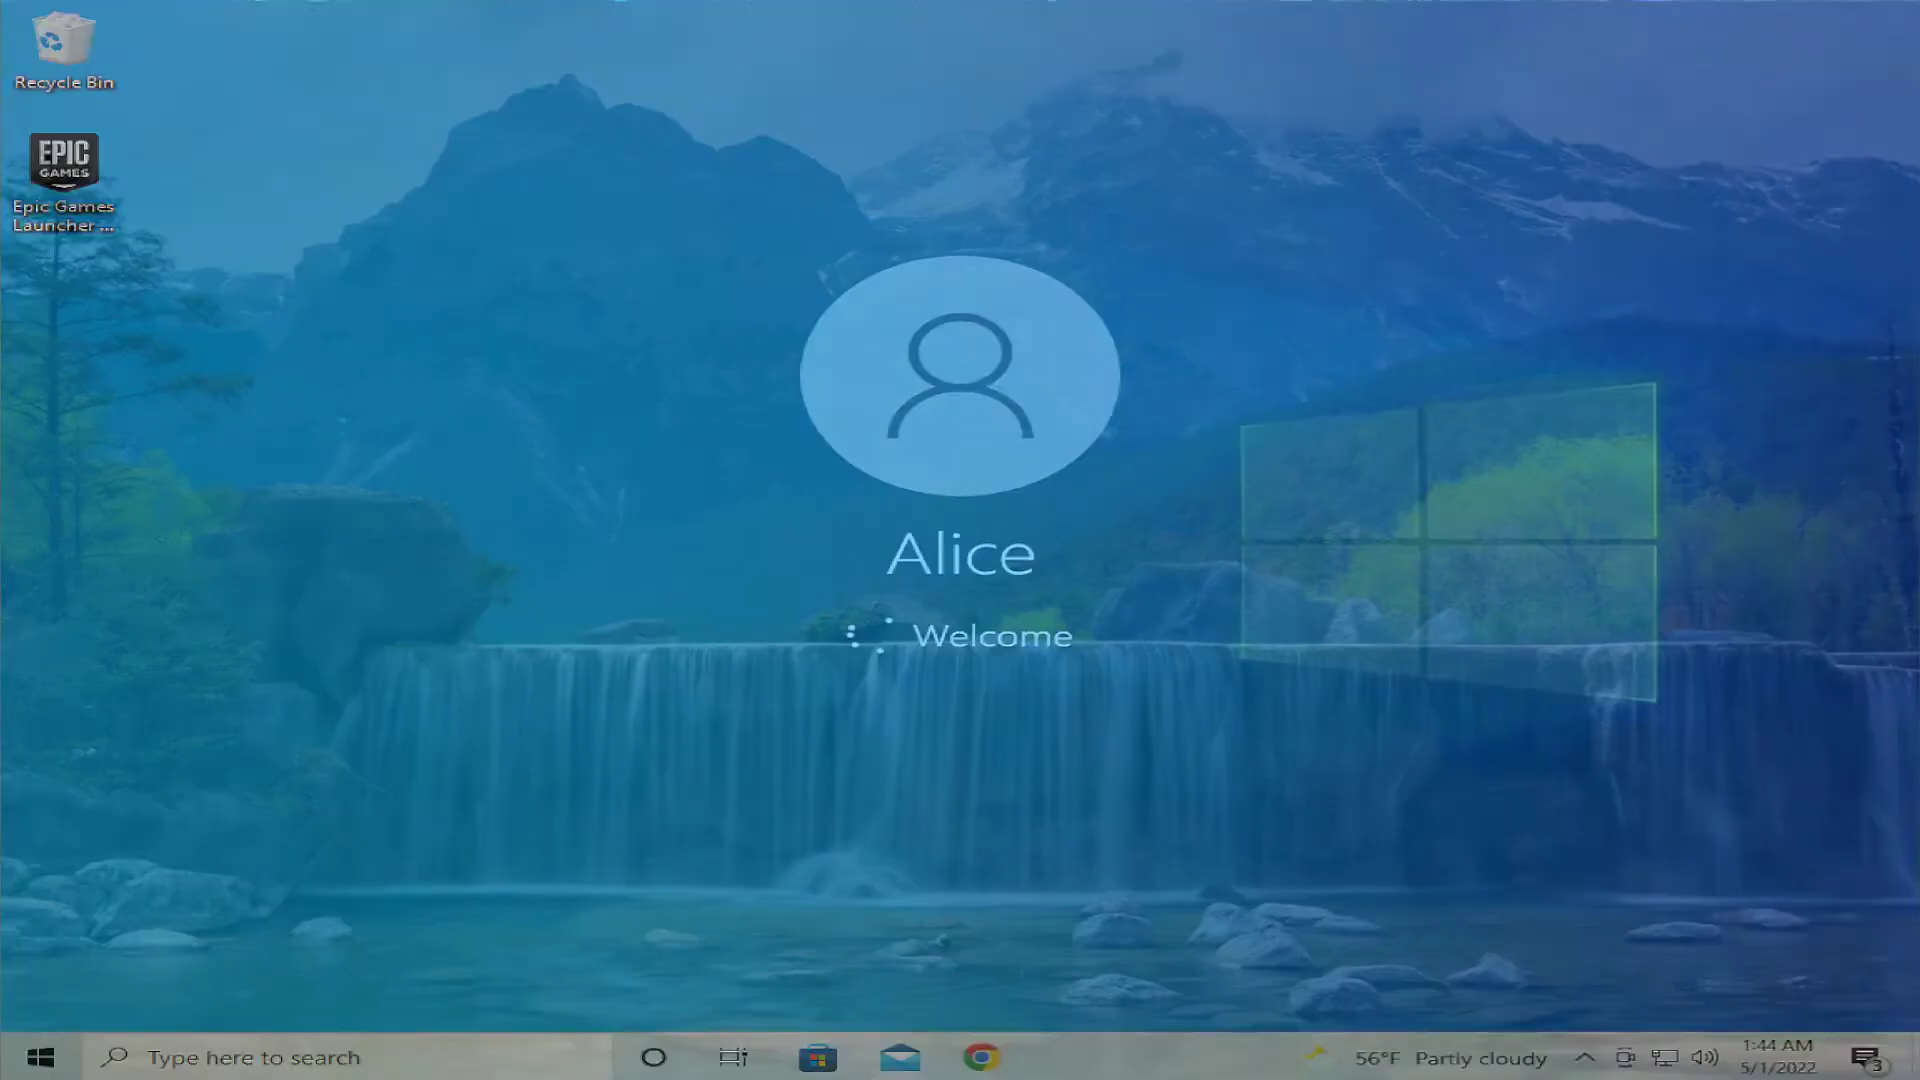 Recycle Bin
EPIC
GAMES
Epic Games
Launcher ...
Alice
Welcome
Type here to search
56°F Partly cloudy
1:44 AM
5/1/2022
3